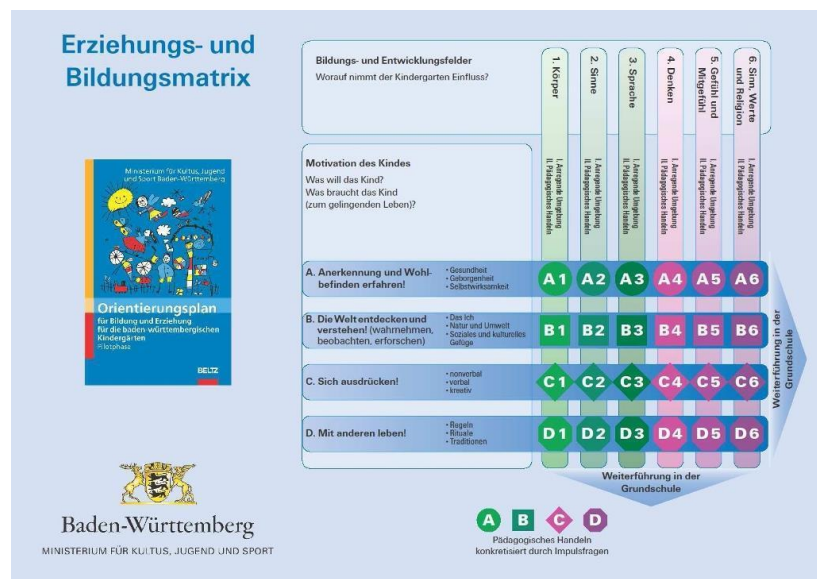 Erziehungs- und
Bildungsmatrix
Ministerium für Kultus, Jugend
und Sport Baden-Württemberg
Orientierungsplan
für Bildung und Erziehung
für die baden-württembergischen
Kindergärten
Pilotphase
BELTZ
Baden-Württemberg
MINISTERIUM FÜR KULTUS, JUGEND UND SPORT
Bildungs- und Entwicklungsfelder
Worauf nimmt der Kindergarten Einfluss?
1. Körper
2. Sinne
3. Sprache
4. Denken
5. Gefühl und
Mitgefühl
6. Sinn, Werte
und Religion
Motivation des Kindes
Was will das Kind?
Was braucht das Kind
(zum gelingenden Leben)?
I. Anregende Umgebung
II. Pädagogisches Handeln
I. Anregende Umgebung
II. Pädagogisches Handeln
I. Anregende Umgebung
II. Pädagogisches Handeln
I. Anregende Umgebung
II. Pädagogisches Handeln
I. Anregende Umgebung
II. Pädagogisches Handeln
I. Anregende Umgebung
II. Pädagogisches Handeln
A. Anerkennung und Wohl-
befinden erfahren!
• Gesundheit
• Geborgenheit
• Selbstwirksamkeit
A1 A2 A3 A4 A5 A6
B. Die Welt entdecken und
verstehen! (wahrnehmen,
beobachten, erforschen)
• Das Ich
• Natur und Umwelt
• Soziales und kulturelles
Gefüge
B1 B2 B3 B4 B5 B6
C. Sich ausdrücken!
• nonverbal
• verbal
• kreativ
C1 C2 C3 C4 C5 C6
D. Mit anderen leben!
• Regeln
• Rituale
• Traditionen
D1 D2 D3 D4 D5 D6
Weiterführung in der
Grundschule
Weiterführung in der
Grundschule
A B C D
Pädagogisches Handeln
konkretisiert durch Impulsfragen